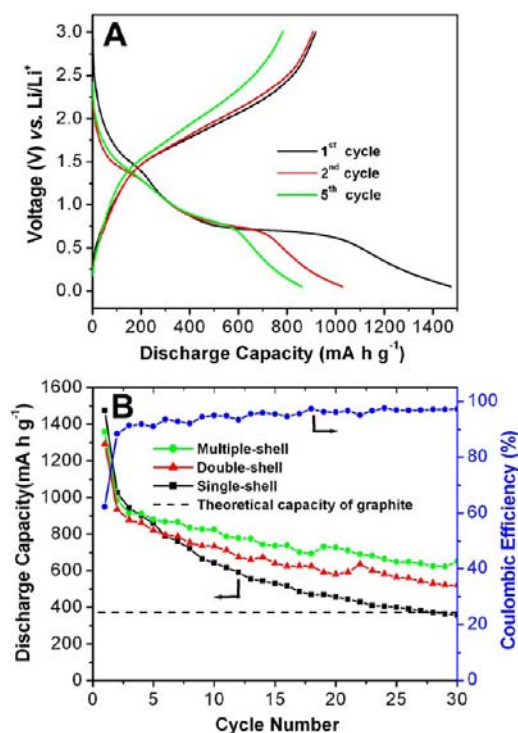 A
Voltage (V) vs. Li/Li⁺
3.0
2.5
2.0
1.5
1.0
0.5
0.0
1ˢᵗ cycle
2ⁿᵈ cycle
5ᵗʰ cycle
0 200 400 600 800 1000 1200 1400
Discharge Capacity (mA h g⁻¹)
B
Discharge Capacity(mA h g⁻¹)
1600
1400
1200
1000
800
600
400
200
0
Multiple-shell
Double-shell
Single-shell
Theoretical capacity of graphite
100
80
60
40
20
0
Coulombic Efficiency (%)
0 5 10 15 20 25 30
Cycle Number